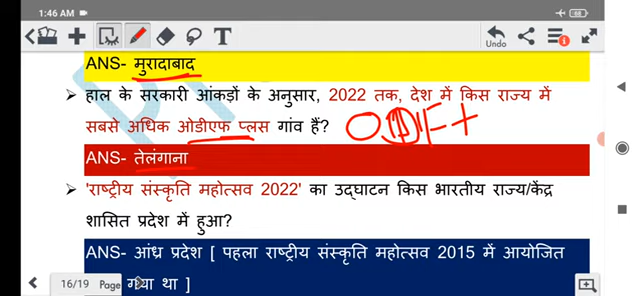 1:46 AM
68
Undo
ANS- मुरादाबाद
हाल के सरकारी आंकड़ों के अनुसार, 2022 तक, देश में किस राज्य में
सबसे अधिक ओडीएफ प्लस गांव हैं?
ODF+
ANS- तेलंगाना
'राष्ट्रीय संस्कृति महोत्सव 2022' का उद्घाटन किस भारतीय राज्य/केंद्र
शासित प्रदेश में हुआ?
ANS- आंध्र प्रदेश [ पहला राष्ट्रीय संस्कृति महोत्सव 2015 में आयोजित
गया था ]
16/19 Page